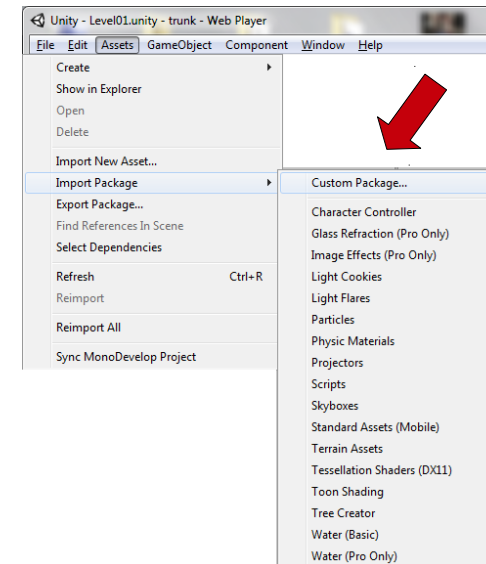 Unity - Level01.unity - trunk - Web Player
File Edit Assets GameObject Component Window Help
Create
Show in Explorer
Open
Delete
Import New Asset...
Import Package
Export Package...
Find References In Scene
Select Dependencies
Refresh Ctrl+R
Reimport
Reimport All
Sync MonoDevelop Project
Custom Package...
Character Controller
Glass Refraction (Pro Only)
Image Effects (Pro Only)
Light Cookies
Light Flares
Particles
Physic Materials
Projectors
Scripts
Skyboxes
Standard Assets (Mobile)
Terrain Assets
Tessellation Shaders (DX11)
Toon Shading
Tree Creator
Water (Basic)
Water (Pro Only)